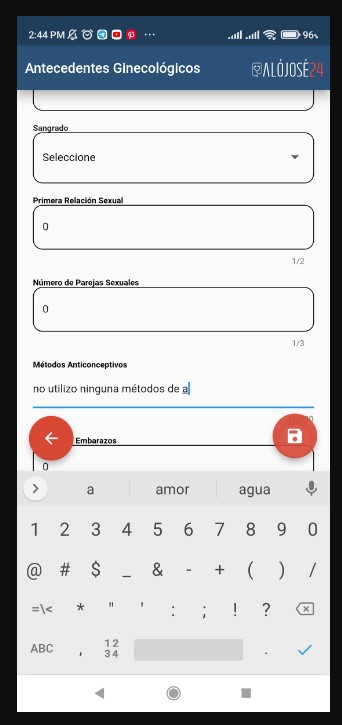 2:44 PM 96%
Antecedentes Ginecológicos ALÓJOSÉ24
Sangrado
Seleccione
Primera Relación Sexual
0
1/2
Número de Parejas Sexuales
0
1/3
Métodos Anticonceptivos
no utilizo ninguna métodos de a
Embarazos
0
a amor agua
1 2 3 4 5 6 7 8 9 0
@ # $ _ & - + ( ) /
=\< * " ' : ; ! ?
ABC , 12 34 .